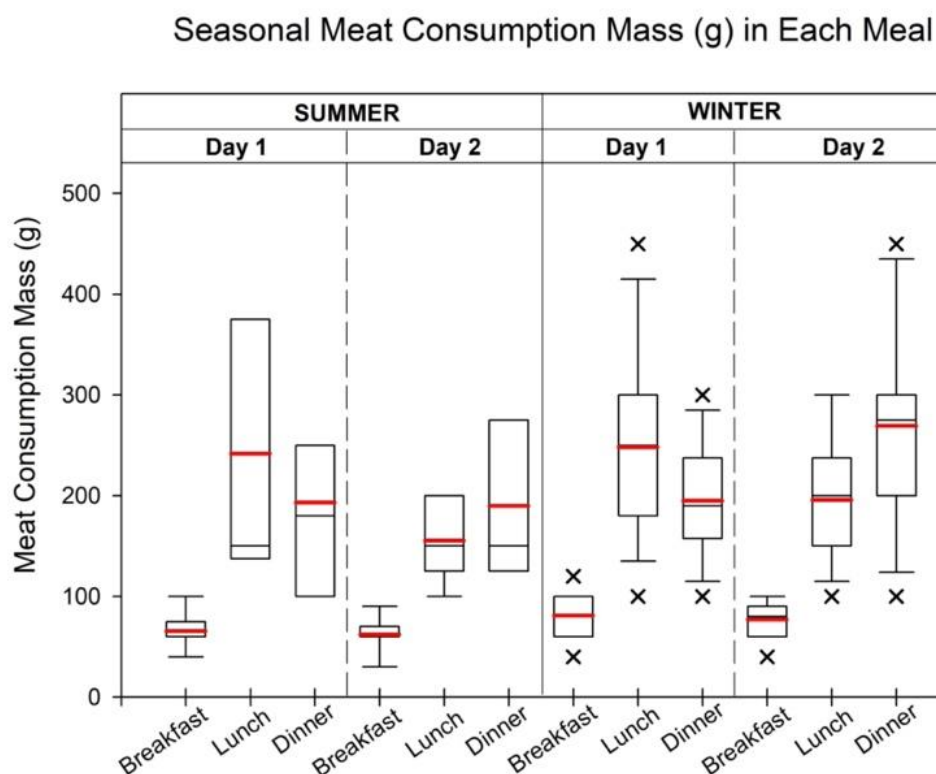 Seasonal Meat Consumption Mass (g) in Each Meal
SUMMER
WINTER
Day 1
Day 2
Day 1
Day 2
Meat Consumption Mass (g)
500
400
300
200
100
0
Breakfast
Lunch
Dinner
Breakfast
Lunch
Dinner
Breakfast
Lunch
Dinner
Breakfast
Lunch
Dinner